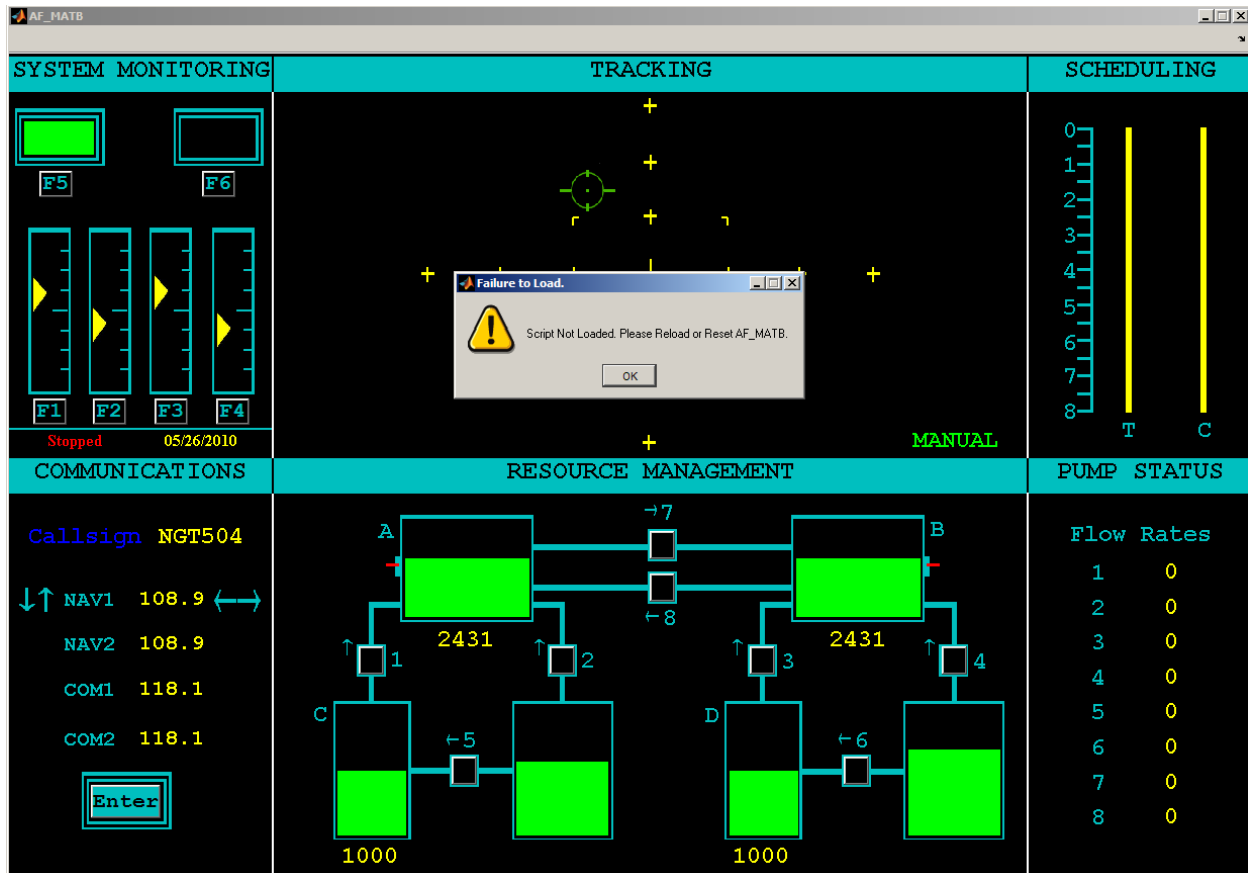 AF_MATB
SYSTEM MONITORING
TRACKING
SCHEDULING
F5
F6
F1
F2
F3
F4
Stopped
05/26/2010
Failure to Load.
Script Not Loaded. Please Reload or Reset AF_MATB.
OK
MANUAL
0
1
2
3
4
5
6
7
8
T
C
COMMUNICATIONS
RESOURCE MANAGEMENT
PUMP STATUS
Callsign NGT504
↓↑ NAV1 108.9 ←→
NAV2 108.9
COM1 118.1
COM2 118.1
Enter
→7
A
B
←8
2431
2431
↑ 1
↑ 2
↑ 3
↑ 4
C
D
←5
←6
1000
1000
Flow Rates
1 0
2 0
3 0
4 0
5 0
6 0
7 0
8 0